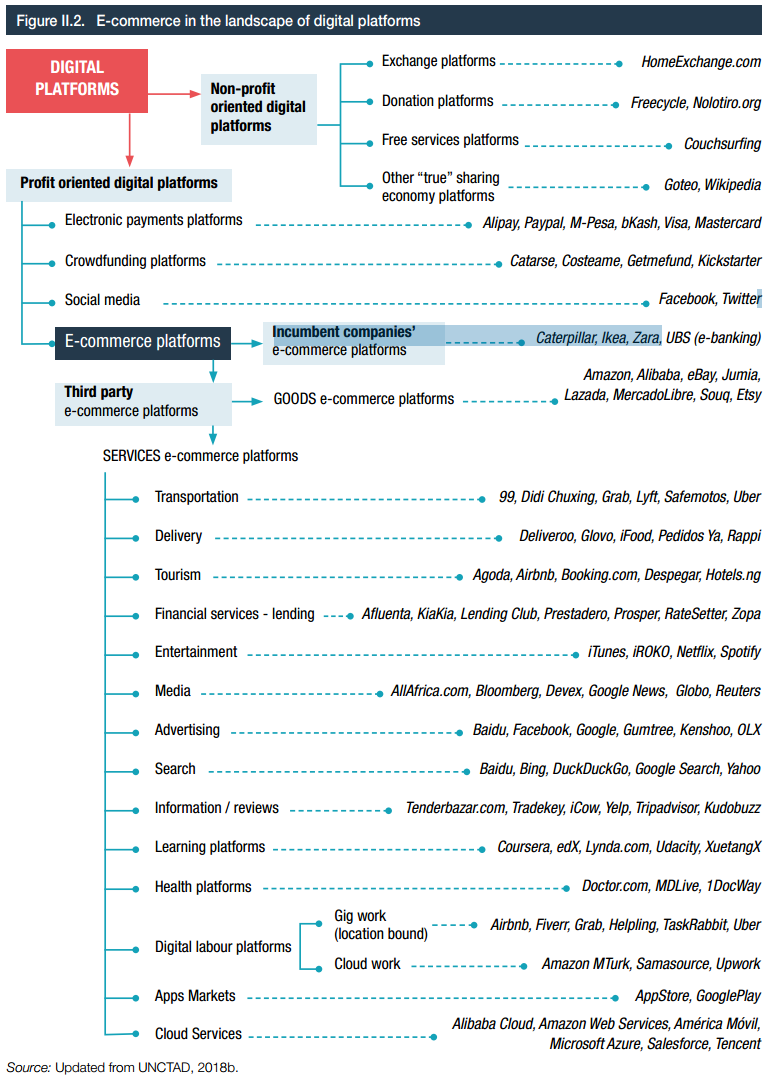 Figure II.2. E-commerce in the landscape of digital platforms
DIGITAL
PLATFORMS
Non-profit
oriented digital
platforms
Exchange platforms HomeExchange.com
Donation platforms Freecycle, Nolotiro.org
Free services platforms Couchsurfing
Other “true” sharing
economy platforms Goteo, Wikipedia
Profit oriented digital platforms
Electronic payments platforms Alipay, Paypal, M-Pesa, bKash, Visa, Mastercard
Crowdfunding platforms Catarse, Costeame, Getmefund, Kickstarter
Social media Facebook, Twitter
E-commerce platforms
Incumbent companies’
e-commerce platforms
Caterpillar, Ikea, Zara, UBS (e-banking)
Third party
e-commerce platforms
GOODS e-commerce platforms
Amazon, Alibaba, eBay, Jumia,
Lazada, MercadoLibre, Souq, Etsy
SERVICES e-commerce platforms
Transportation 99, Didi Chuxing, Grab, Lyft, Safemotos, Uber
Delivery Deliveroo, Glovo, iFood, Pedidos Ya, Rappi
Tourism Agoda, Airbnb, Booking.com, Despegar, Hotels.ng
Financial services - lending Afluenta, KiaKia, Lending Club, Prestadero, Prosper, RateSetter, Zopa
Entertainment iTunes, iROKO, Netflix, Spotify
Media AllAfrica.com, Bloomberg, Devex, Google News, Globo, Reuters
Advertising Baidu, Facebook, Google, Gumtree, Kenshoo, OLX
Search Baidu, Bing, DuckDuckGo, Google Search, Yahoo
Information / reviews Tenderbazar.com, Tradekey, iCow, Yelp, Tripadvisor, Kudobuzz
Learning platforms Coursera, edX, Lynda.com, Udacity, XuetangX
Health platforms Doctor.com, MDLive, 1DocWay
Digital labour platforms
Gig work
(location bound) Airbnb, Fiverr, Grab, Helpling, TaskRabbit, Uber
Cloud work Amazon MTurk, Samasource, Upwork
Apps Markets AppStore, GooglePlay
Cloud Services
Alibaba Cloud, Amazon Web Services, América Móvil,
Microsoft Azure, Salesforce, Tencent
Source: Updated from UNCTAD, 2018b.